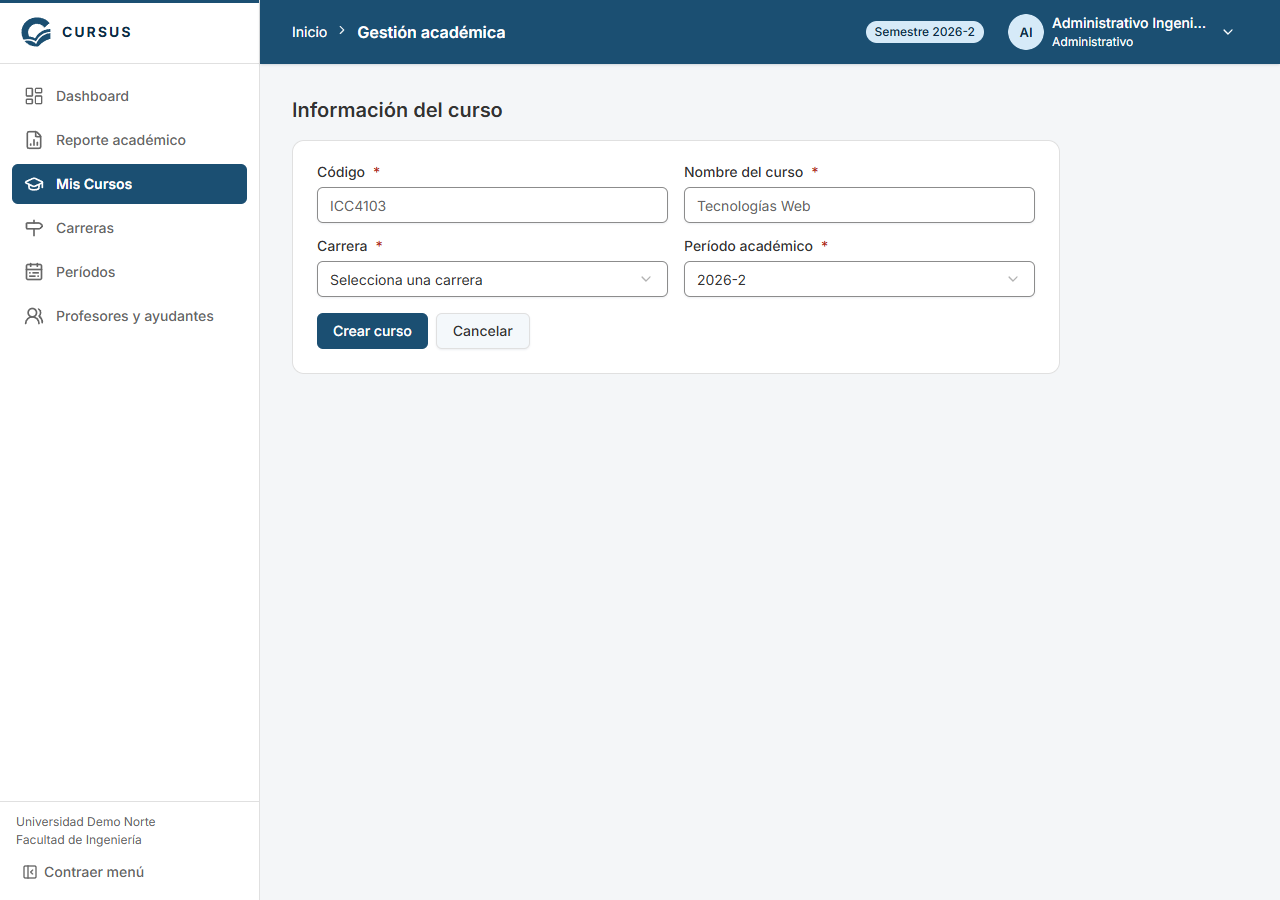 CURSUS
Inicio
Gestión académica
Semestre 2026-2
AI
Administrativo Ingeni...
Administrativo
Dashboard
Reporte académico
Mis Cursos
Carreras
Períodos
Profesores y ayudantes
Información del curso
Código *
Nombre del curso *
ICC4103
Tecnologías Web
Carrera *
Período académico *
Selecciona una carrera
2026-2
Crear curso
Cancelar
Universidad Demo Norte
Facultad de Ingeniería
Contraer menú